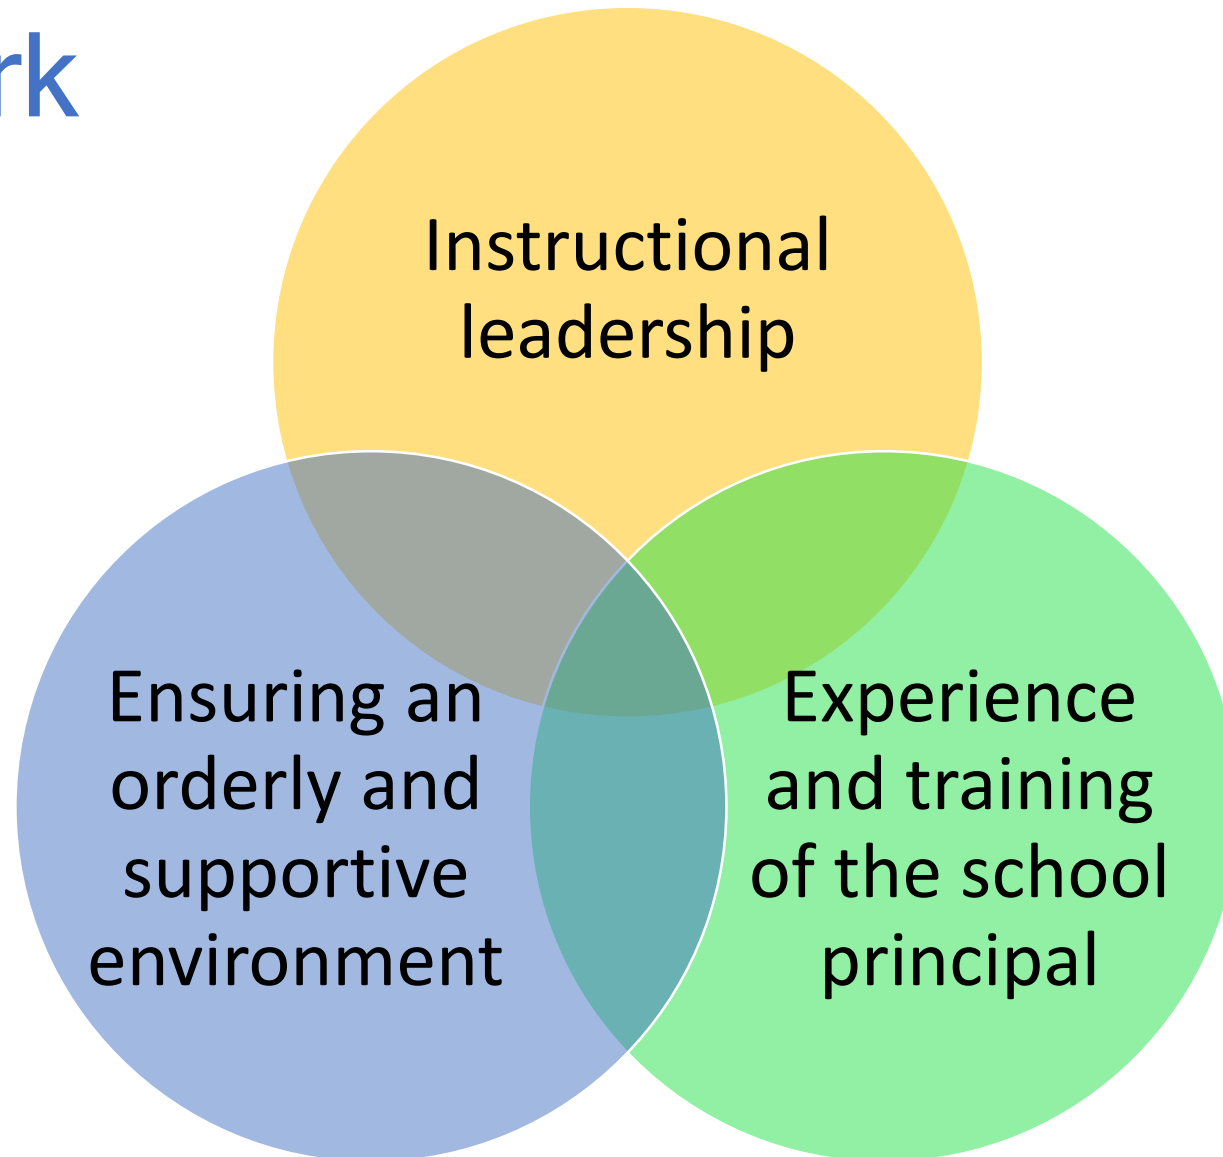 rk
Instructional
leadership
Ensuring an
orderly and
supportive
environment
Experience
and training
of the school
principal